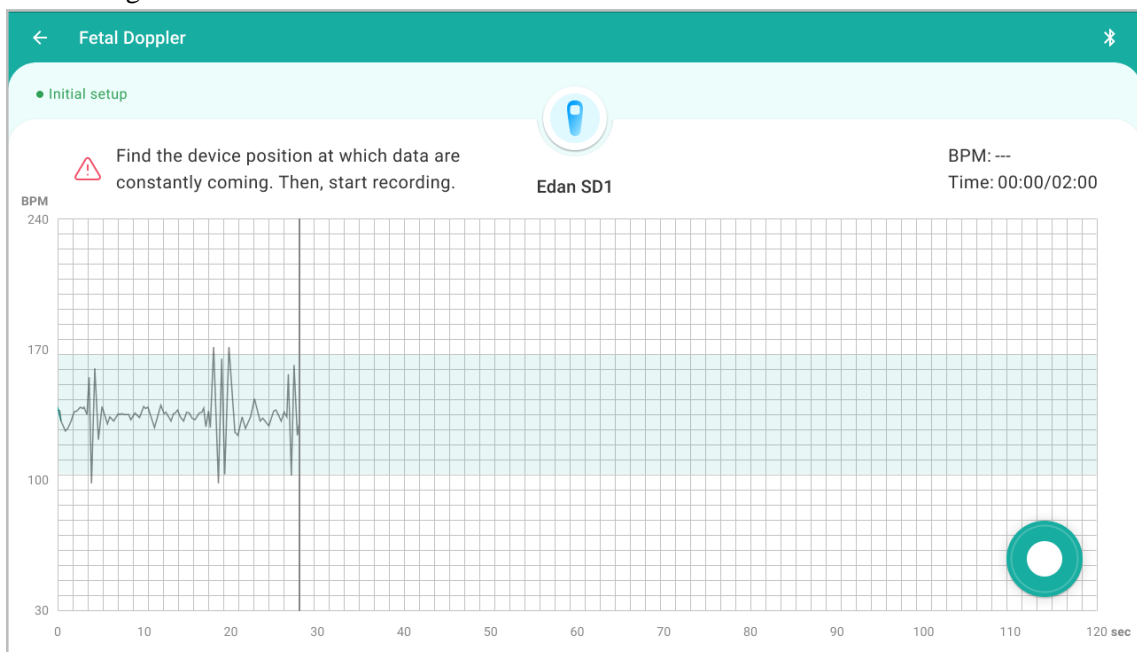 Fetal Doppler
Initial setup
Find the device position at which data are
constantly coming. Then, start recording.
Edan SD1
BPM: ---
Time: 00:00/02:00
BPM
240
170
100
30
0 10 20 30 40 50 60 70 80 90 100 110 120 sec